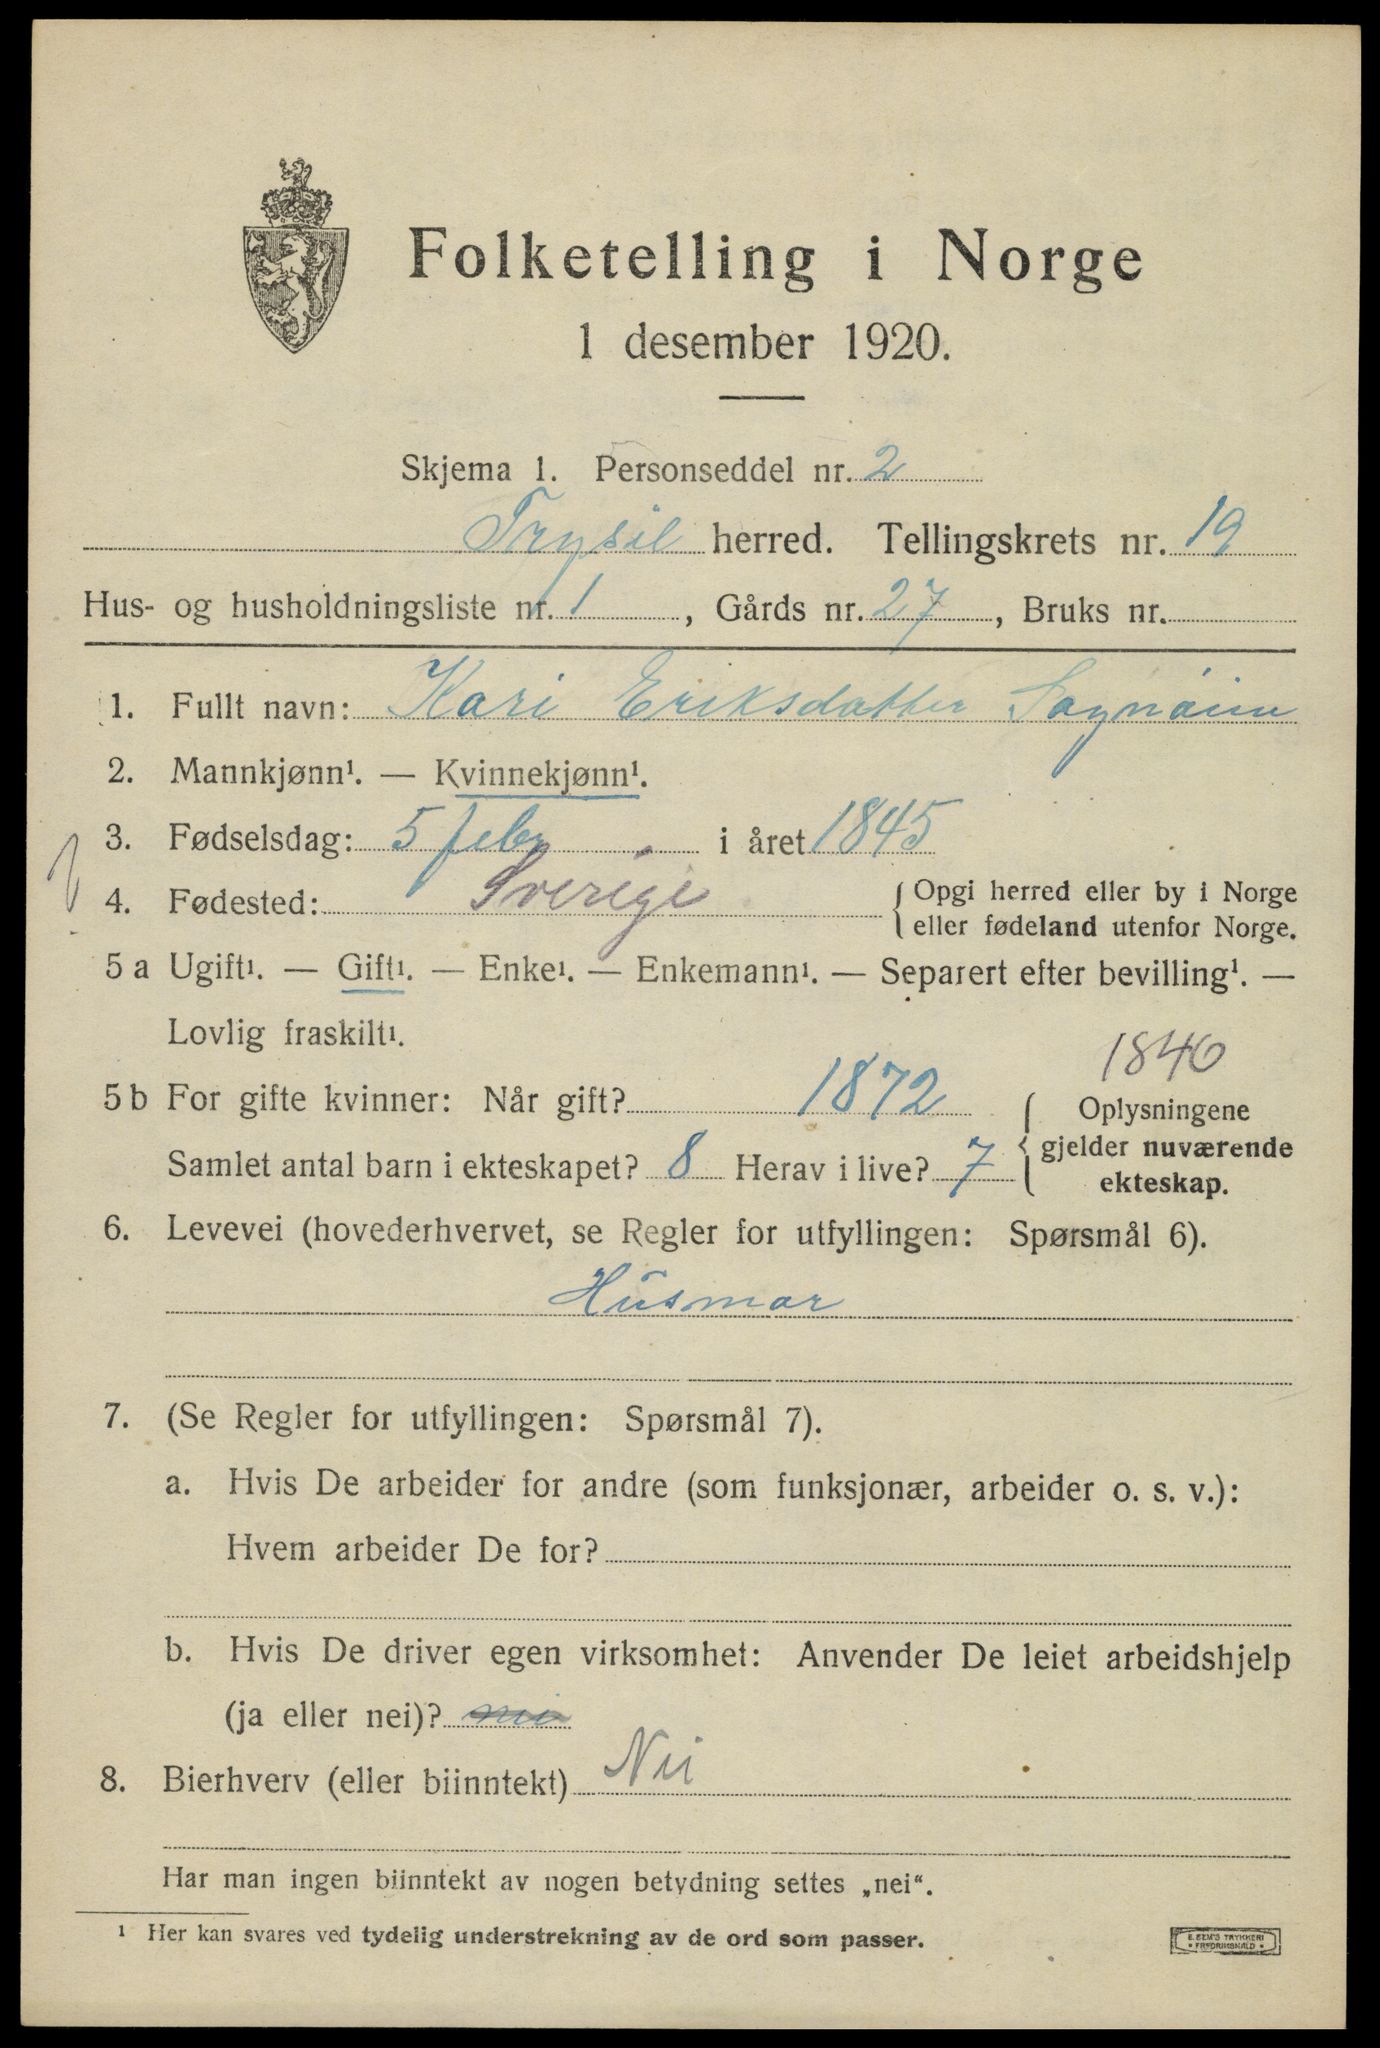 Folketelling i Norge
1 desember 1920.
Skjema 1. Personseddel nr. 2
Trysil herred. Tellingskrets nr. 19
Hus- og husholdningsliste nr. 1, Gårds nr. 27, Bruks nr.
1. Fullt navn: Kari Eriksdatter
2. Mannkjønn¹. — Kvinnekjønn¹.
3. Fødselsdag: 5 febr i året 1845
4. Fødested: Sverige { Opgi herred eller by i Norge
eller fødeland utenfor Norge.
5 a Ugift¹. — Gift¹. — Enke¹. — Enkemann¹. — Separert efter bevilling¹. —
Lovlig fraskilt¹.
1846
5 b For gifte kvinner: Når gift? 1872 { Oplysningene
gjelder nuværende
ekteskap.
Samlet antal barn i ekteskapet? 8 Herav i live? 7
6. Levevei (hovederhvervet, se Regler for utfyllingen: Spørsmål 6).
Husmor
7. (Se Regler for utfyllingen: Spørsmål 7).
a. Hvis De arbeider for andre (som funksjonær, arbeider o. s. v.):
Hvem arbeider De for?
b. Hvis De driver egen virksomhet: Anvender De leiet arbeidshjelp
(ja eller nei)? nei
8. Bierhverv (eller biinntekt) Nei
Har man ingen biinntekt av nogen betydning settes „nei“.
¹ Her kan svares ved tydelig understrekning av de ord som passer.
E. SEM'S TRYKKERI
• FREDRIKSHALD •